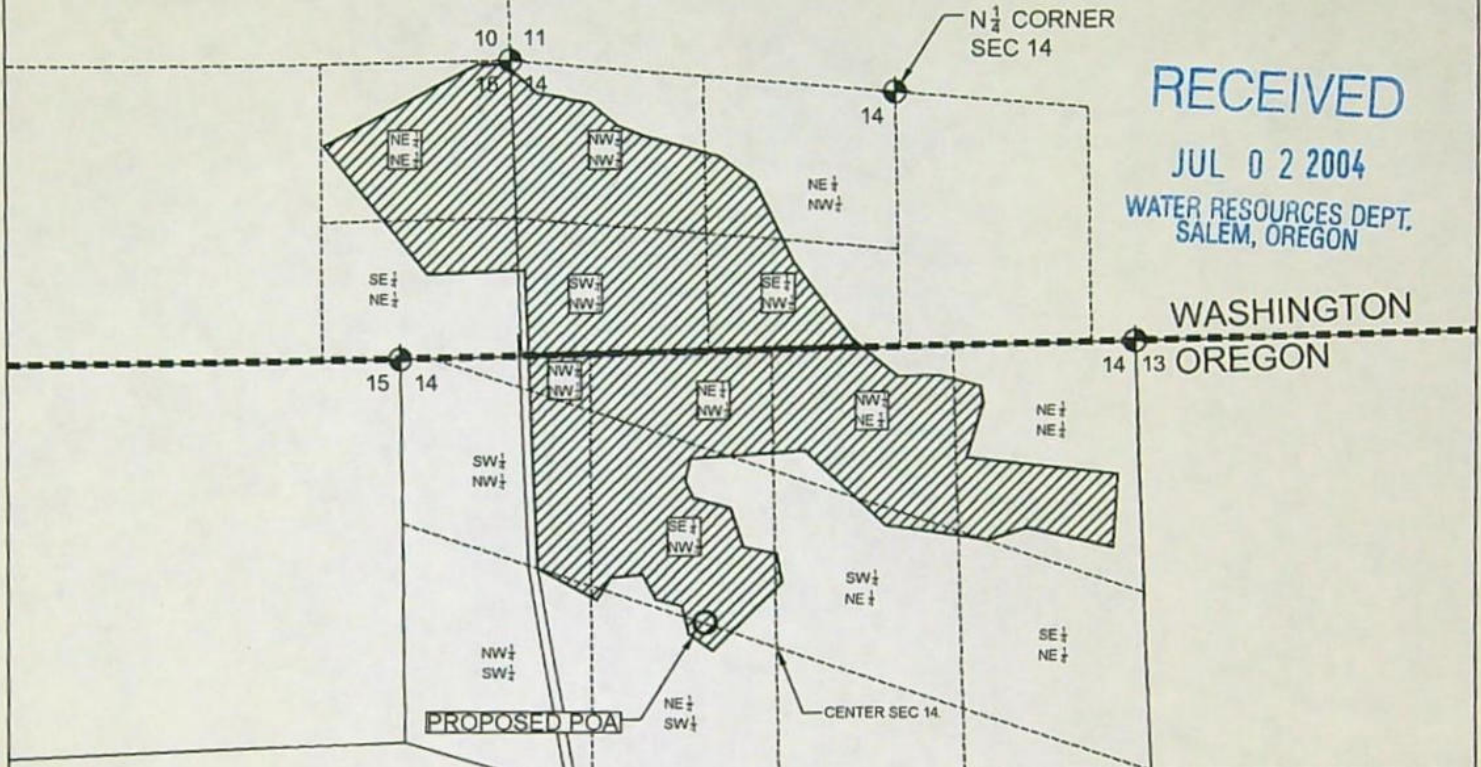 N¼ CORNER
SEC 14
10 11
15 14
14
RECEIVED
JUL 02 2004
WATER RESOURCES DEPT.
SALEM, OREGON
NE¼
NE¼
NW¼
NW¼
NE¼
NW¼
SE¼
NE¼
SW¼
NW¼
SE¼
NW¼
WASHINGTON
OREGON
15 14
14 13
NW¼
NW¼
NE¼
NW¼
NW¼
NE¼
NE¼
NE¼
SW¼
NW¼
SE¼
NW¼
SW¼
NE¼
SE¼
NE¼
NW¼
SW¼
NE¼
SW¼
PROPOSED POA
CENTER SEC 14.